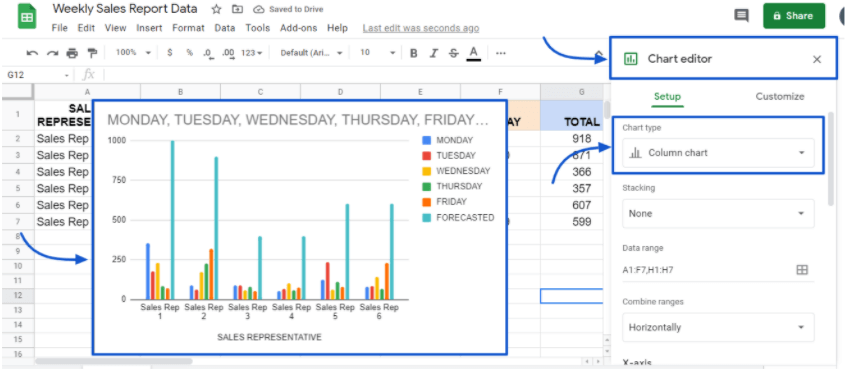 Weekly Sales Report Data Saved to Drive
File Edit View Insert Format Data Tools Add-ons Help Last edit was seconds ago
Share
100% $ % .0 .00 123 Default (Ari... 10 B I S A ...
G12 fx
Chart editor
Setup Customize
A B C D E F G
1 SAL
REPRESE AY TOTAL
2 Sales Rep 918
3 Sales Rep 871
4 Sales Rep 366
5 Sales Rep 357
6 Sales Rep 607
7 Sales Rep 599
8
9
10
11
12
13
14
15
16
MONDAY, TUESDAY, WEDNESDAY, THURSDAY, FRIDAY...
1000
750
500
250
0
MONDAY
TUESDAY
WEDNESDAY
THURSDAY
FRIDAY
FORECASTED
Sales Rep Sales Rep Sales Rep Sales Rep Sales Rep Sales Rep
1 2 3 4 5 6
SALES REPRESENTATIVE
Chart type
Column chart
Stacking
None
Data range
A1:F7,H1:H7
Combine ranges
Horizontally
X-axis